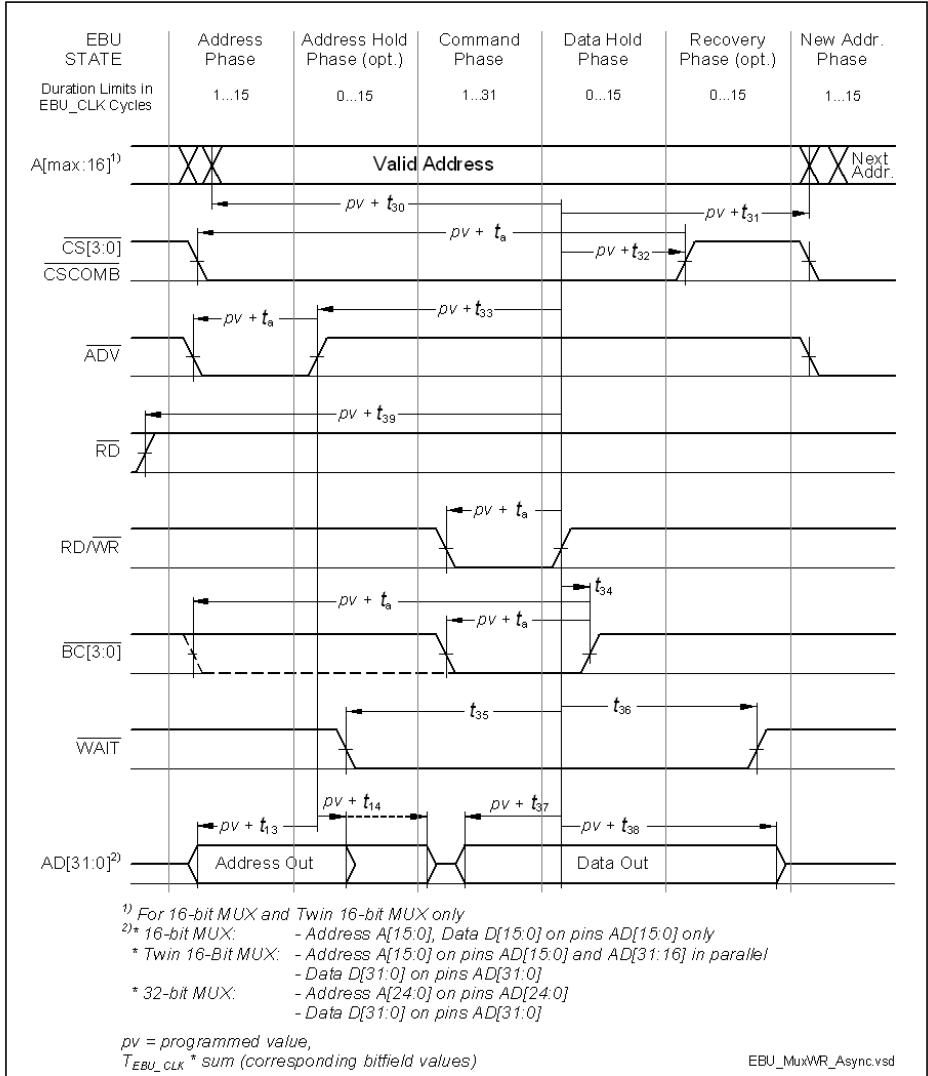 EBU STATE
Address Phase
Address Hold Phase (opt.)
Command Phase
Data Hold Phase
Recovery Phase (opt.)
New Addr. Phase
Duration Limits in EBU_CLK Cycles
1...15
0...15
1...31
0...15
0...15
1...15
A[max:16]1)
Valid Address
Next Addr.
pv + t30
pv + t31
CS[3:0]
CSCOMB
pv + ta
pv + t32
ADV
pv + ta
pv + t33
RD
pv + t39
RD/WR
pv + ta
t34
BC[3:0]
pv + ta
pv + ta
WAIT
t35
t36
pv + t13
pv + t14
pv + t37
pv + t38
AD[31:0]2)
Address Out
Data Out
1) For 16-bit MUX and Twin 16-bit MUX only
2)* 16-bit MUX: - Address A[15:0], Data D[15:0] on pins AD[15:0] only
* Twin 16-Bit MUX: - Address A[15:0] on pins AD[15:0] and AD[31:16] in parallel
- Data D[31:0] on pins AD[31:0]
* 32-bit MUX: - Address A[24:0] on pins AD[24:0]
- Data D[31:0] on pins AD[31:0]
pv = programmed value,
TEBU_CLK * sum (corresponding bitfield values)
EBU_MuxWR_Async.vsd